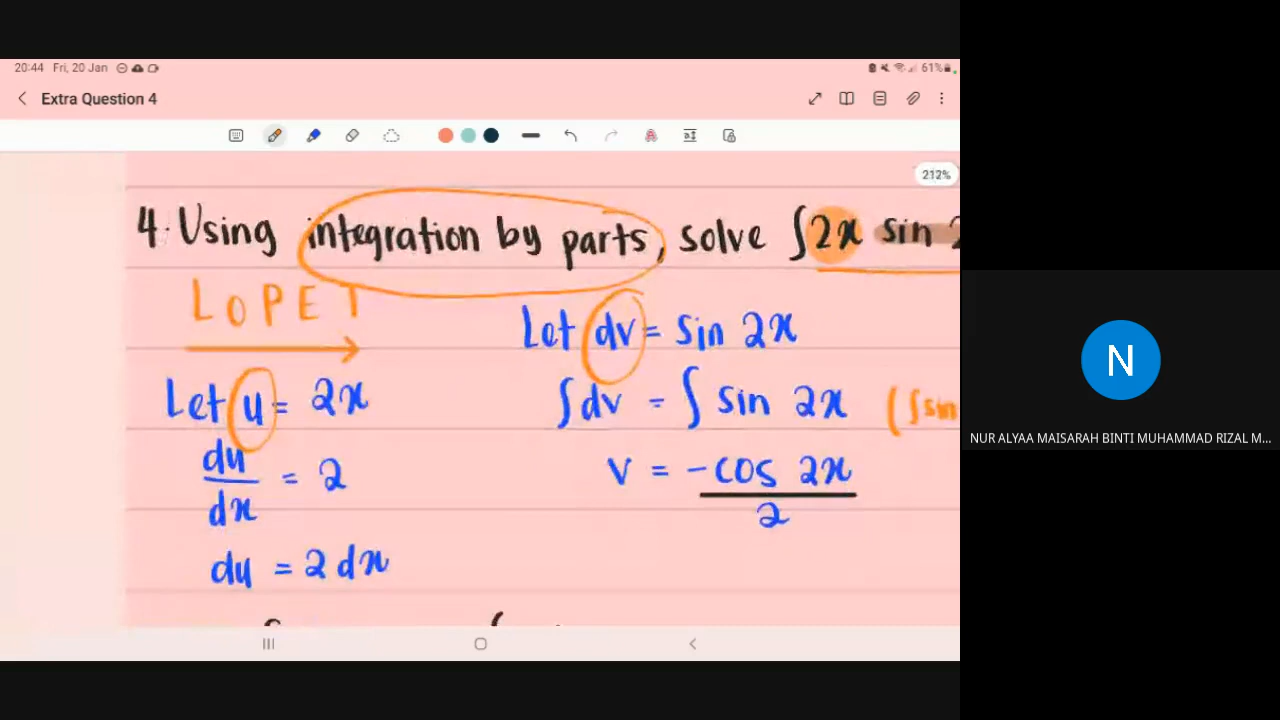 20:44 Fri, 20 Jan 61%
Extra Question 4
212%
4. Using integration by parts, solve ∫2x sin 2
LOPET
Let dv = sin 2x
Let u = 2x
∫dv = ∫ sin 2x (∫sin
du/dx = 2
v = -cos 2x/2
du = 2 dx
N
NUR ALYAA MAISARAH BINTI MUHAMMAD RIZAL M...